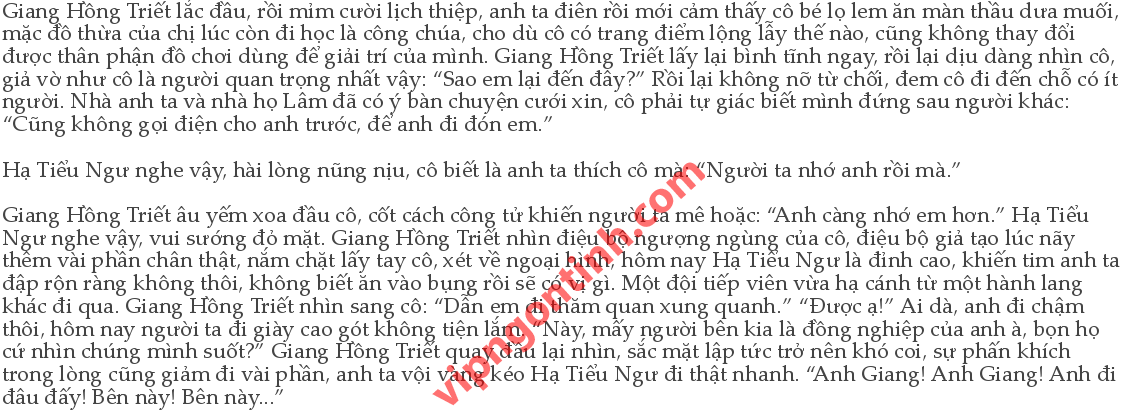 Giang Hồng Triết lắc đầu, rồi mỉm cười lịch thiệp, anh ta điên rồi mới cảm thấy cô bé lọ lem ăn màn thầu dưa muối,
mặc đồ thừa của chị lúc còn đi học là công chúa, cho dù cô có trang điểm lộng lẫy thế nào, cũng không thay đổi
được thân phận đồ chơi dùng để giải trí của mình. Giang Hồng Triết lấy lại bình tĩnh ngay, rồi lại dịu dàng nhìn cô,
giả vờ như cô là người quan trọng nhất vậy: “Sao em lại đến đây?” Rồi lại không nỡ từ chối, đem cô đi đến chỗ có ít
người. Nhà anh ta và nhà họ Lâm đã có ý bàn chuyện cưới xin, cô phải tự giác biết mình đứng sau người khác:
“Cũng không gọi điện cho anh trước, để anh đi đón em.”
Hạ Tiểu Ngư nghe vậy, hài lòng nũng nịu, cô biết là anh ta thích cô mà: “Người ta nhớ anh rồi mà.”
Giang Hồng Triết âu yếm xoa đầu cô, cốt cách công tử khiến người ta mê hoặc: “Anh càng nhớ em hơn.” Hạ Tiểu
Ngư nghe vậy, vui sướng đỏ mặt. Giang Hồng Triết nhìn điệu bộ ngượng ngùng của cô, điệu bộ giả tạo lúc nãy
thêm vài phần chân thật, nắm chặt lấy tay cô, xét về ngoại hình, hôm nay Hạ Tiểu Ngư là đỉnh cao, khiến tim anh ta
đập rộn ràng không thôi, không biết ăn vào bụng rồi sẽ có vị gì. Một đội tiếp viên vừa hạ cánh từ một hành lang
khác đi qua. Giang Hồng Triết nhìn sang cô: “Dẫn em đi thăm quan xung quanh.” “Được ạ!” Ai dà, anh đi chậm
thôi, hôm nay người ta đi giày cao gót không tiện lắm. “Này, mấy người bên kia là đồng nghiệp của anh à, bọn họ
cứ nhìn chúng mình suốt?” Giang Hồng Triết quay đầu lại nhìn, sắc mặt lập tức trở nên khó coi, sự phấn khích
trong lòng cũng giảm đi vài phần, anh ta vội vàng kéo Hạ Tiểu Ngư đi thật nhanh. “Anh Giang! Anh Giang! Anh đi
đâu đấy! Bên này! Bên này...”
vipngontinh.com